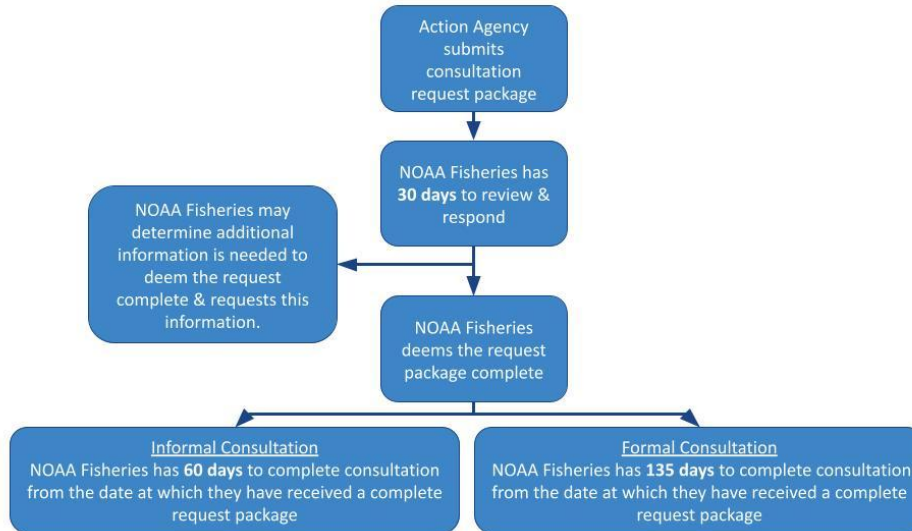 Action Agency
submits
consultation
request package
NOAA Fisheries has
30 days to review &
respond
NOAA Fisheries may
determine additional
information is needed to
deem the request
complete & requests this
information.
NOAA Fisheries
deems the request
package complete
Informal Consultation
NOAA Fisheries has 60 days to complete consultation
from the date at which they have received a complete
request package
Formal Consultation
NOAA Fisheries has 135 days to complete consultation
from the date at which they have received a complete
request package